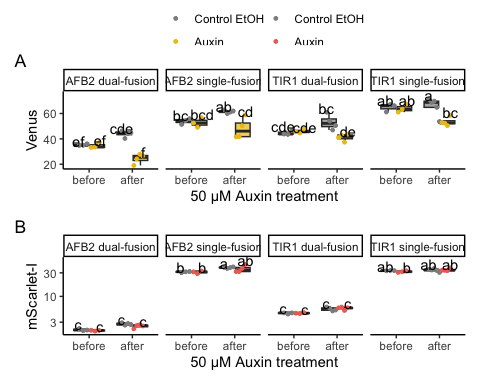 Control EtOH Control EtOH
Auxin Auxin
A
AFB2 dual-fusion AFB2 single-fusion TIR1 dual-fusion TIR1 single-fusion
Venus
60
40
20
ef ef cde f
bc bcd ab cd
cde cde bc de
ab ab a bc
before after before after before after before after
50 µM Auxin treatment
B
AFB2 dual-fusion AFB2 single-fusion TIR1 dual-fusion TIR1 single-fusion
mScarlet-I
30
10
3
c c c c
b b a ab
c c c c
ab ab ab ab
before after before after before after before after
50 µM Auxin treatment